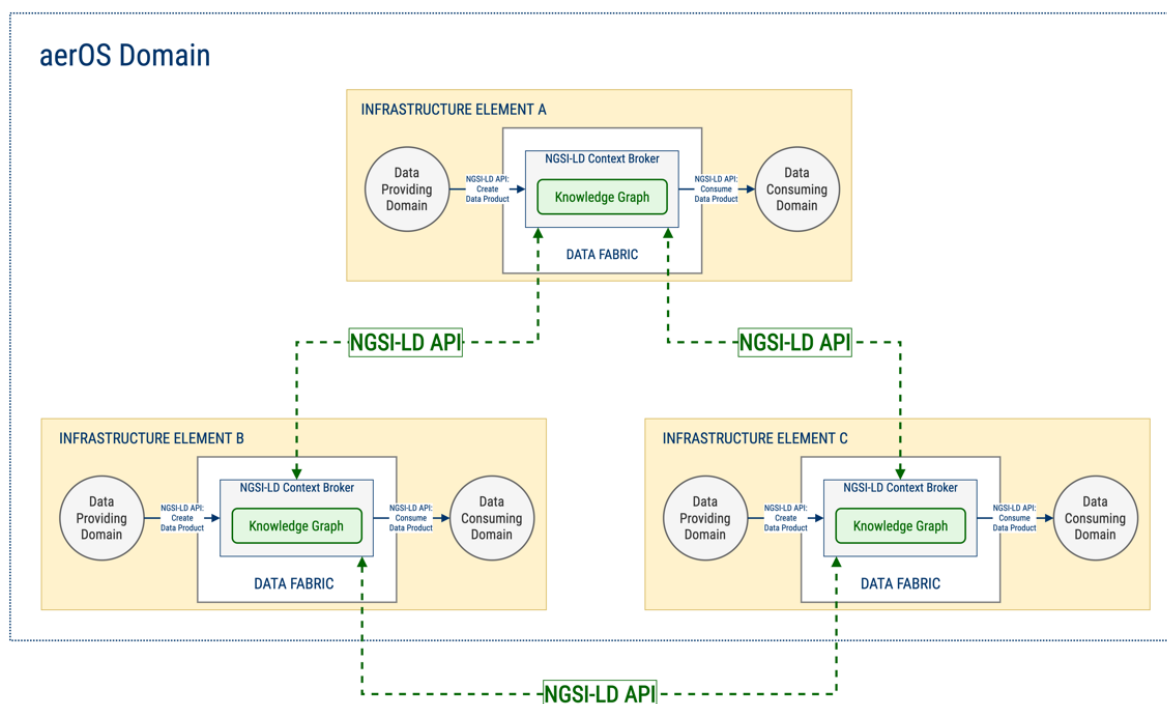 aerOS Domain
INFRASTRUCTURE ELEMENT A
Data
Providing
Domain
NGSI-LD API:
Create
Data Product
NGSI-LD Context Broker
Knowledge Graph
NGSI-LD API:
Consume
Data Product
Data
Consuming
Domain
DATA FABRIC
NGSI-LD API
NGSI-LD API
INFRASTRUCTURE ELEMENT B
Data
Providing
Domain
NGSI-LD API:
Create
Data Product
NGSI-LD Context Broker
Knowledge Graph
NGSI-LD API:
Consume
Data Product
Data
Consuming
Domain
DATA FABRIC
INFRASTRUCTURE ELEMENT C
Data
Providing
Domain
NGSI-LD API:
Create
Data Product
NGSI-LD Context Broker
Knowledge Graph
NGSI-LD API:
Consume
Data Product
Data
Consuming
Domain
DATA FABRIC
NGSI-LD API